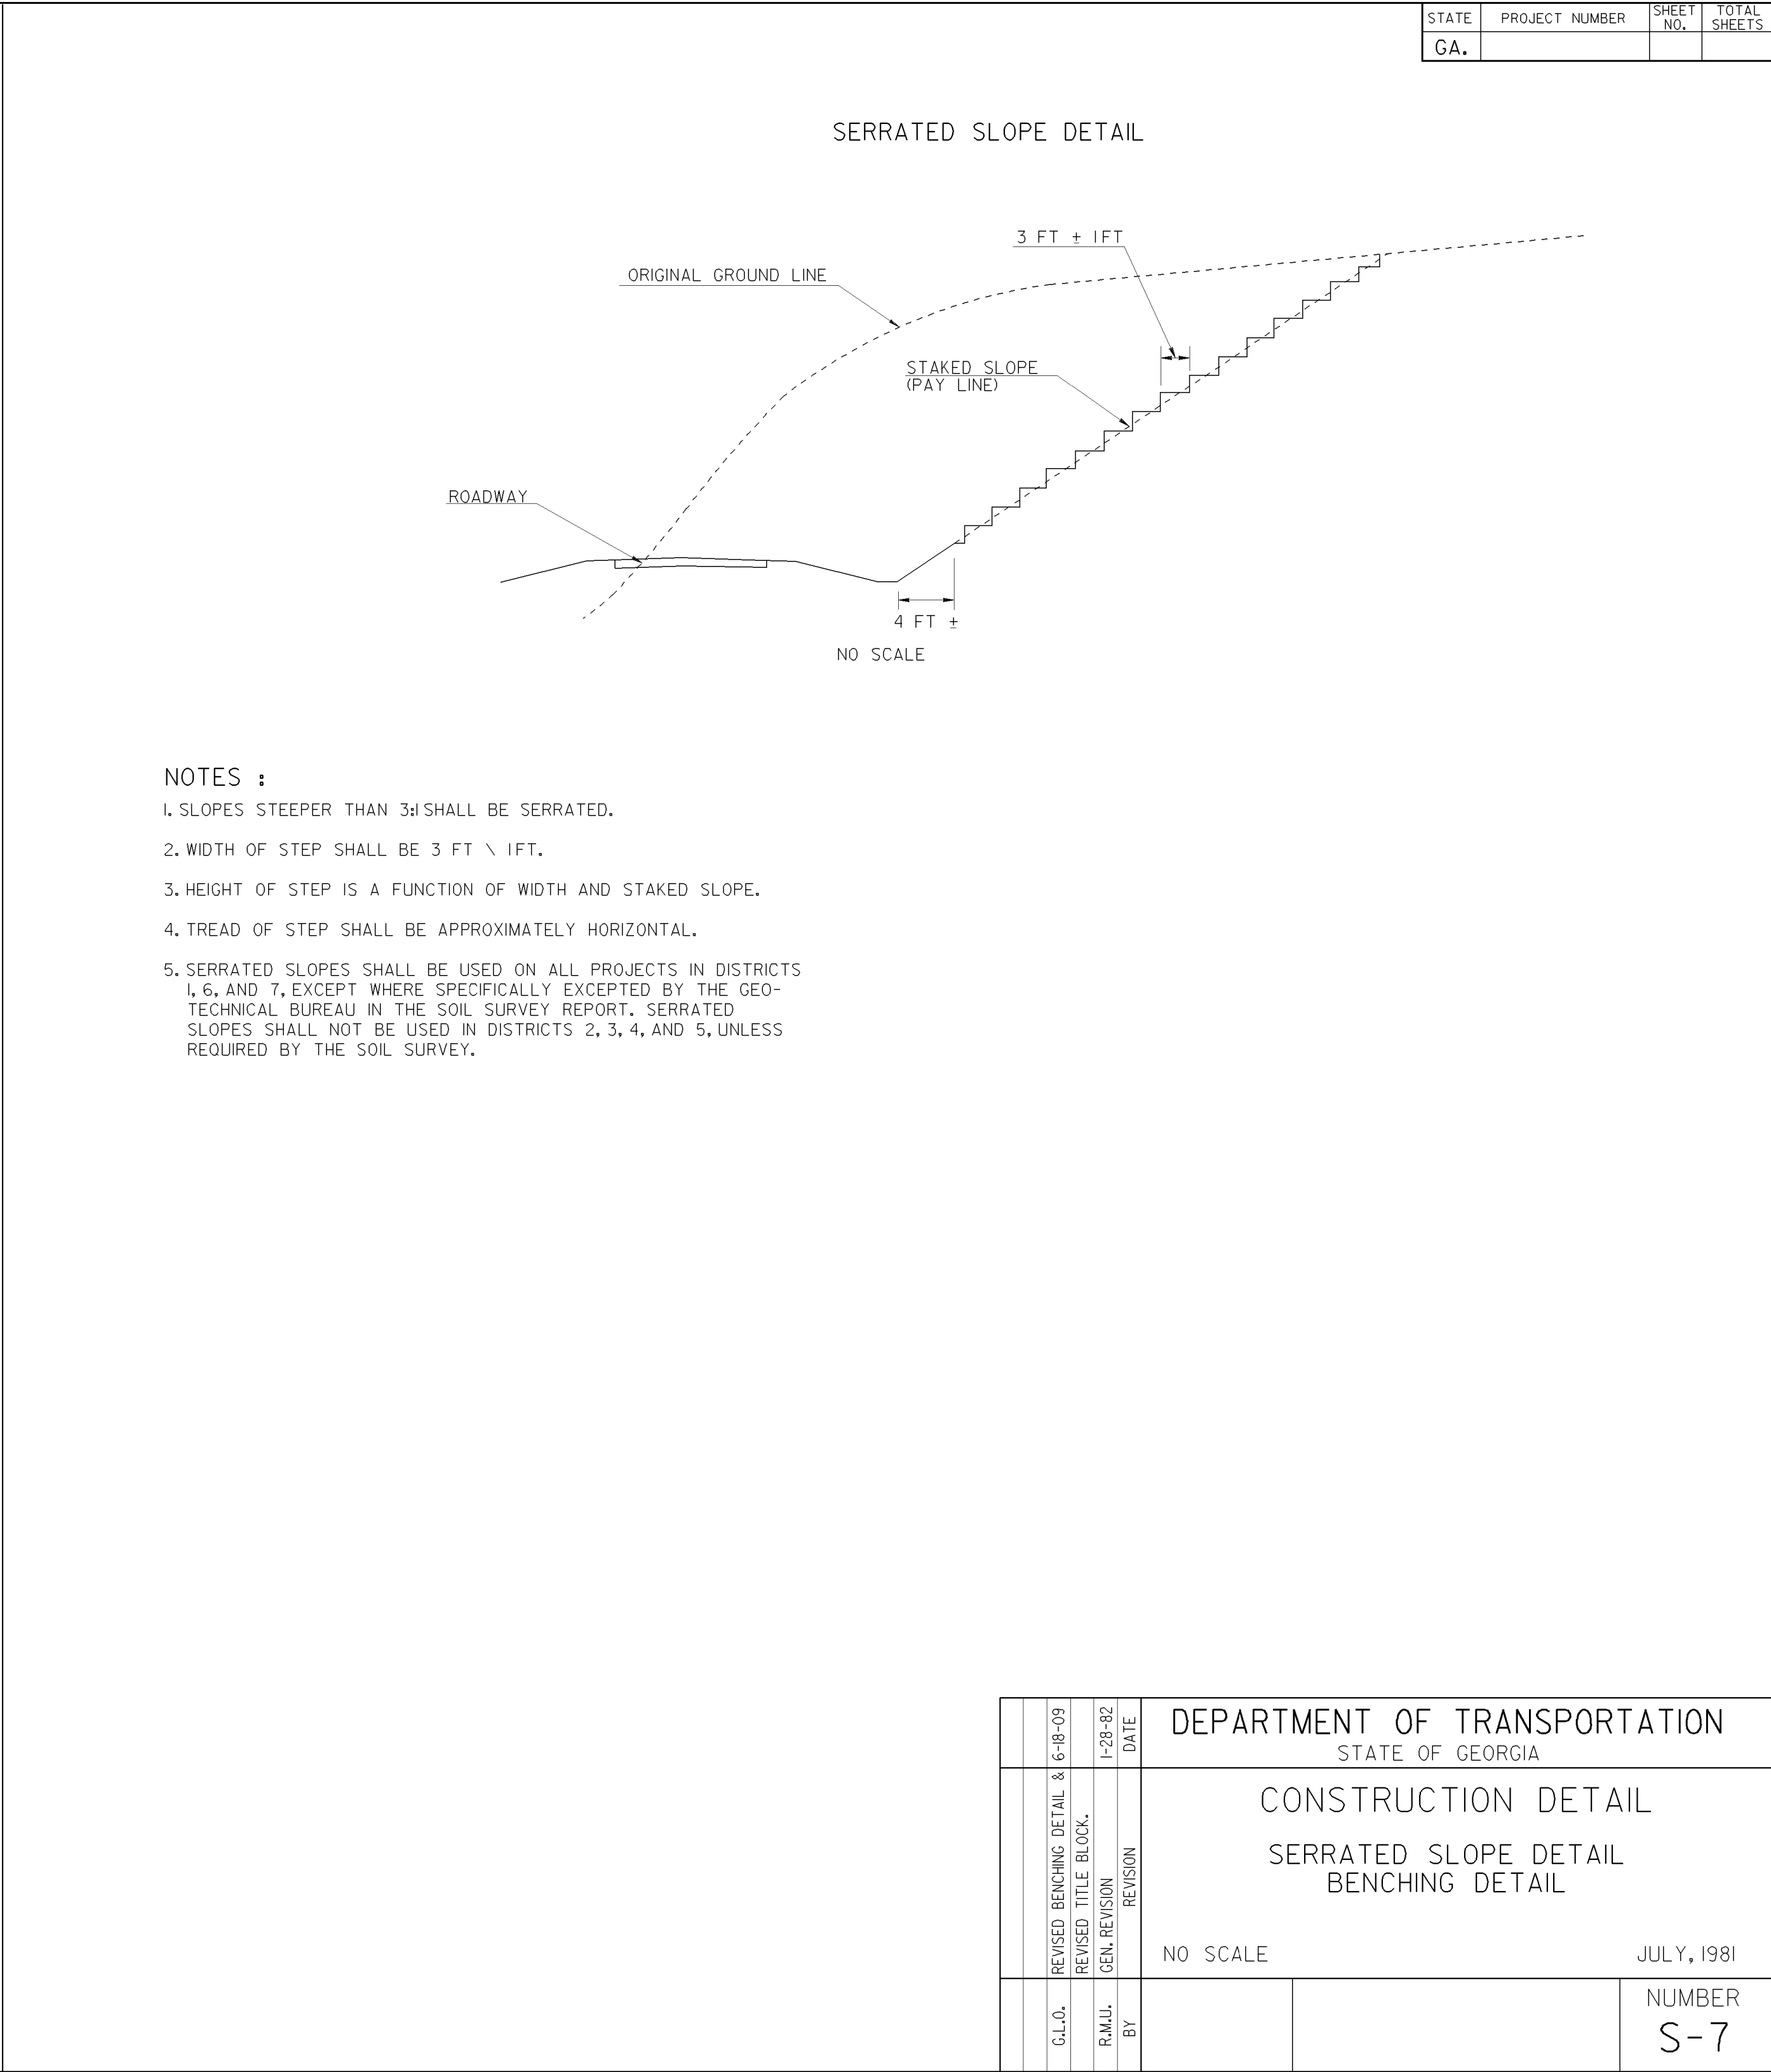 STATE PROJECT NUMBER SHEET NO. TOTAL SHEETS
GA.
SERRATED SLOPE DETAIL
3 FT ± 1FT
ORIGINAL GROUND LINE
STAKED SLOPE
(PAY LINE)
ROADWAY
4 FT ±
NO SCALE
NOTES :
1. SLOPES STEEPER THAN 3:1 SHALL BE SERRATED.
2. WIDTH OF STEP SHALL BE 3 FT \ 1FT.
3. HEIGHT OF STEP IS A FUNCTION OF WIDTH AND STAKED SLOPE.
4. TREAD OF STEP SHALL BE APPROXIMATELY HORIZONTAL.
5. SERRATED SLOPES SHALL BE USED ON ALL PROJECTS IN DISTRICTS
1, 6, AND 7, EXCEPT WHERE SPECIFICALLY EXCEPTED BY THE GEO-
TECHNICAL BUREAU IN THE SOIL SURVEY REPORT. SERRATED
SLOPES SHALL NOT BE USED IN DISTRICTS 2, 3, 4, AND 5, UNLESS
REQUIRED BY THE SOIL SURVEY.
G.L.O. REVISED BENCHING DETAIL & 6-18-09
REVISED TITLE BLOCK.
R.M.U. GEN. REVISION 1-28-82
BY REVISION DATE
DEPARTMENT OF TRANSPORTATION
STATE OF GEORGIA
CONSTRUCTION DETAIL
SERRATED SLOPE DETAIL
BENCHING DETAIL
NO SCALE JULY, 1981
NUMBER
S-7